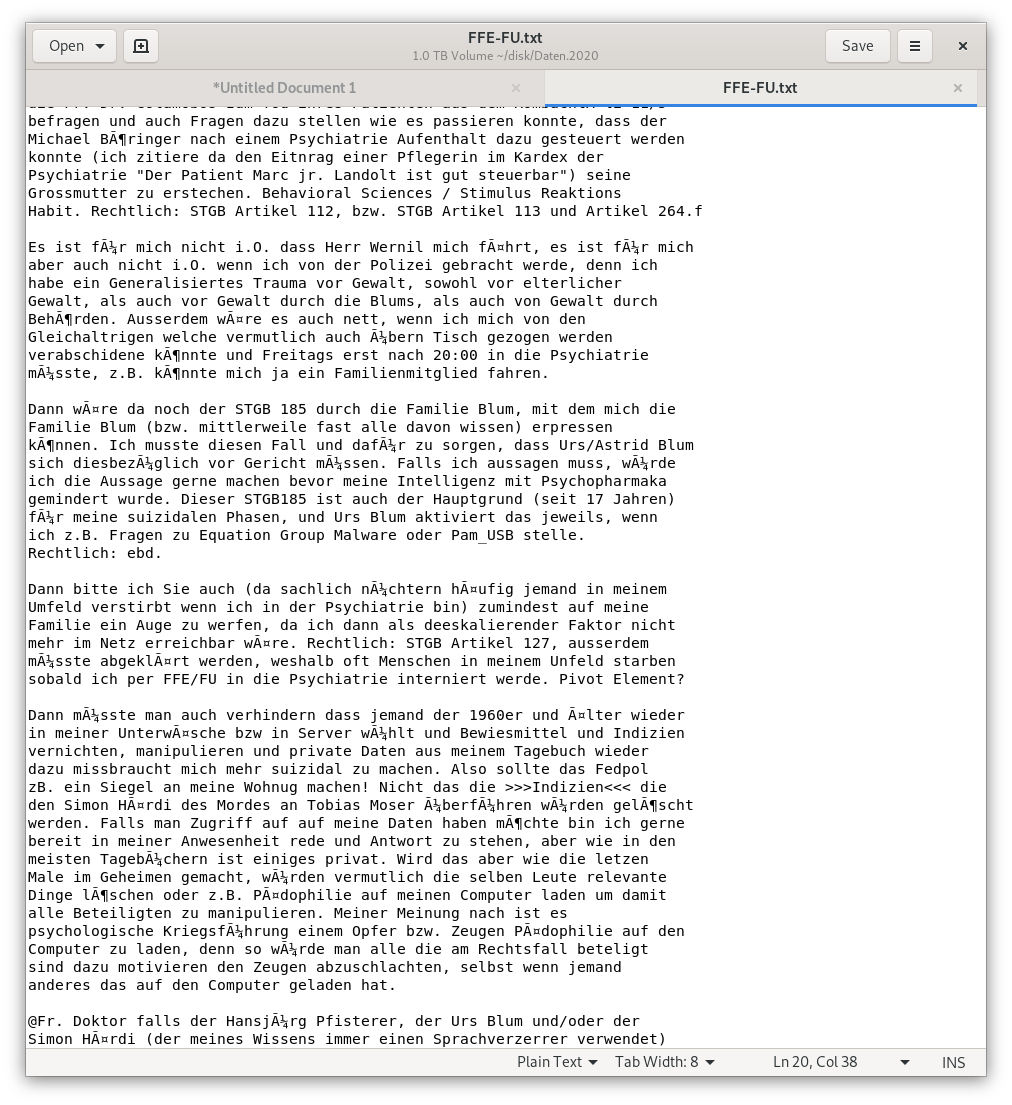 Open
FFE-FU.txt
1.0 TB Volume ~/disk/Daten.2020
Save
*Untitled Document 1
FFE-FU.txt
befragen und auch Fragen dazu stellen wie es passieren konnte, dass der
Michael BÃ¶ringer nach einem Psychiatrie Aufenthalt dazu gesteuert werden
konnte (ich zitiere da den Eitnrag einer Pflegerin im Kardex der
Psychiatrie "Der Patient Marc jr. Landolt ist gut steuerbar") seine
Grossmutter zu erstechen. Behavioral Sciences / Stimulus Reaktions
Habit. Rechtlich: STGB Artikel 112, bzw. STGB Artikel 113 und Artikel 264.f
Es ist fÃ¼r mich nicht i.O. dass Herr Wernil mich fÃ¤hrt, es ist fÃ¼r mich
aber auch nicht i.O. wenn ich von der Polizei gebracht werde, denn ich
habe ein Generalisiertes Trauma vor Gewalt, sowohl vor elterlicher
Gewalt, als auch vor Gewalt durch die Blums, als auch von Gewalt durch
BehÃ¶rden. Ausserdem wÃ¤re es auch nett, wenn ich mich von den
Gleichaltrigen welche vermutlich auch Ã¼bern Tisch gezogen werden
verabschidene kÃ¶nnte und Freitags erst nach 20:00 in die Psychiatrie
mÃ¼sste, z.B. kÃ¶nnte mich ja ein Familienmitglied fahren.
Dann wÃ¤re da noch der STGB 185 durch die Familie Blum, mit dem mich die
Familie Blum (bzw. mittlerweile fast alle davon wissen) erpressen
kÃ¶nnen. Ich musste diesen Fall und dafÃ¼r zu sorgen, dass Urs/Astrid Blum
sich diesbezÃ¼glich vor Gericht mÃ¼ssen. Falls ich aussagen muss, wÃ¼rde
ich die Aussage gerne machen bevor meine Intelligenz mit Psychopharmaka
gemindert wurde. Dieser STGB185 ist auch der Hauptgrund (seit 17 Jahren)
fÃ¼r meine suizidalen Phasen, und Urs Blum aktiviert das jeweils, wenn
ich z.B. Fragen zu Equation Group Malware oder Pam_USB stelle.
Rechtlich: ebd.
Dann bitte ich Sie auch (da sachlich nÃ¼chtern hÃ¤ufig jemand in meinem
Umfeld verstirbt wenn ich in der Psychiatrie bin) zumindest auf meine
Familie ein Auge zu werfen, da ich dann als deeskalierender Faktor nicht
mehr im Netz erreichbar wÃ¤re. Rechtlich: STGB Artikel 127, ausserdem
mÃ¼sste abgeklÃ¤rt werden, weshalb oft Menschen in meinem Unfeld starben
sobald ich per FFE/FU in die Psychiatrie interniert werde. Pivot Element?
Dann mÃ¼sste man auch verhindern dass jemand der 1960er und Ã¤lter wieder
in meiner UnterwÃ¤sche bzw in Server wÃ¼hlt und Bewiesmittel und Indizien
vernichten, manipulieren und private Daten aus meinem Tagebuch wieder
dazu missbraucht mich mehr suizidal zu machen. Also sollte das Fedpol
zB. ein Siegel an meine Wohnug machen! Nicht das die >>>Indizien<<< die
den Simon HÃ¤rdi des Mordes an Tobias Moser Ã¼berfÃ¼hren wÃ¼rden gelÃ¶scht
werden. Falls man Zugriff auf auf meine Daten haben mÃ¶chte bin ich gerne
bereit in meiner Anwesenheit rede und Antwort zu stehen, aber wie in den
meisten TagebÃ¼chern ist einiges privat. Wird das aber wie die letzen
Male im Geheimen gemacht, wÃ¼rden vermutlich die selben Leute relevante
Dinge lÃ¶schen oder z.B. PÃ¤dophilie auf meinen Computer laden um damit
alle Beteiligten zu manipulieren. Meiner Meinung nach ist es
psychologische KriegsfÃ¼hrung einem Opfer bzw. Zeugen PÃ¤dophilie auf den
Computer zu laden, denn so wÃ¼rde man alle die am Rechtsfall beteligt
sind dazu motivieren den Zeugen abzuschlachten, selbst wenn jemand
anderes das auf den Computer geladen hat.
@Fr. Doktor falls der HansjÃ¼rg Pfisterer, der Urs Blum und/oder der
Simon HÃ¤rdi (der meines Wissens immer einen Sprachverzerrer verwendet)
Plain Text
Tab Width: 8
Ln 20, Col 38
INS